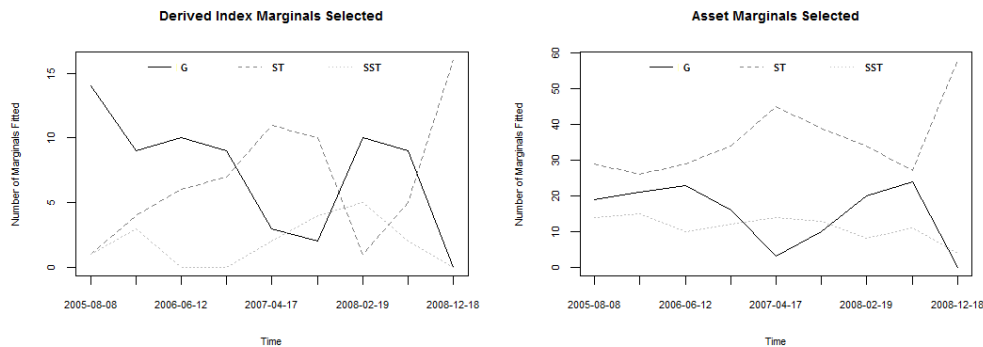 Derived Index Marginals Selected
Number of Marginals Fitted
15
10
5
0
G
ST
SST
2005-08-08
2006-06-12
2007-04-17
2008-02-19
2008-12-18
Time
Asset Marginals Selected
Number of Marginals Fitted
60
50
40
30
20
10
0
G
ST
SST
2005-08-08
2006-06-12
2007-04-17
2008-02-19
2008-12-18
Time